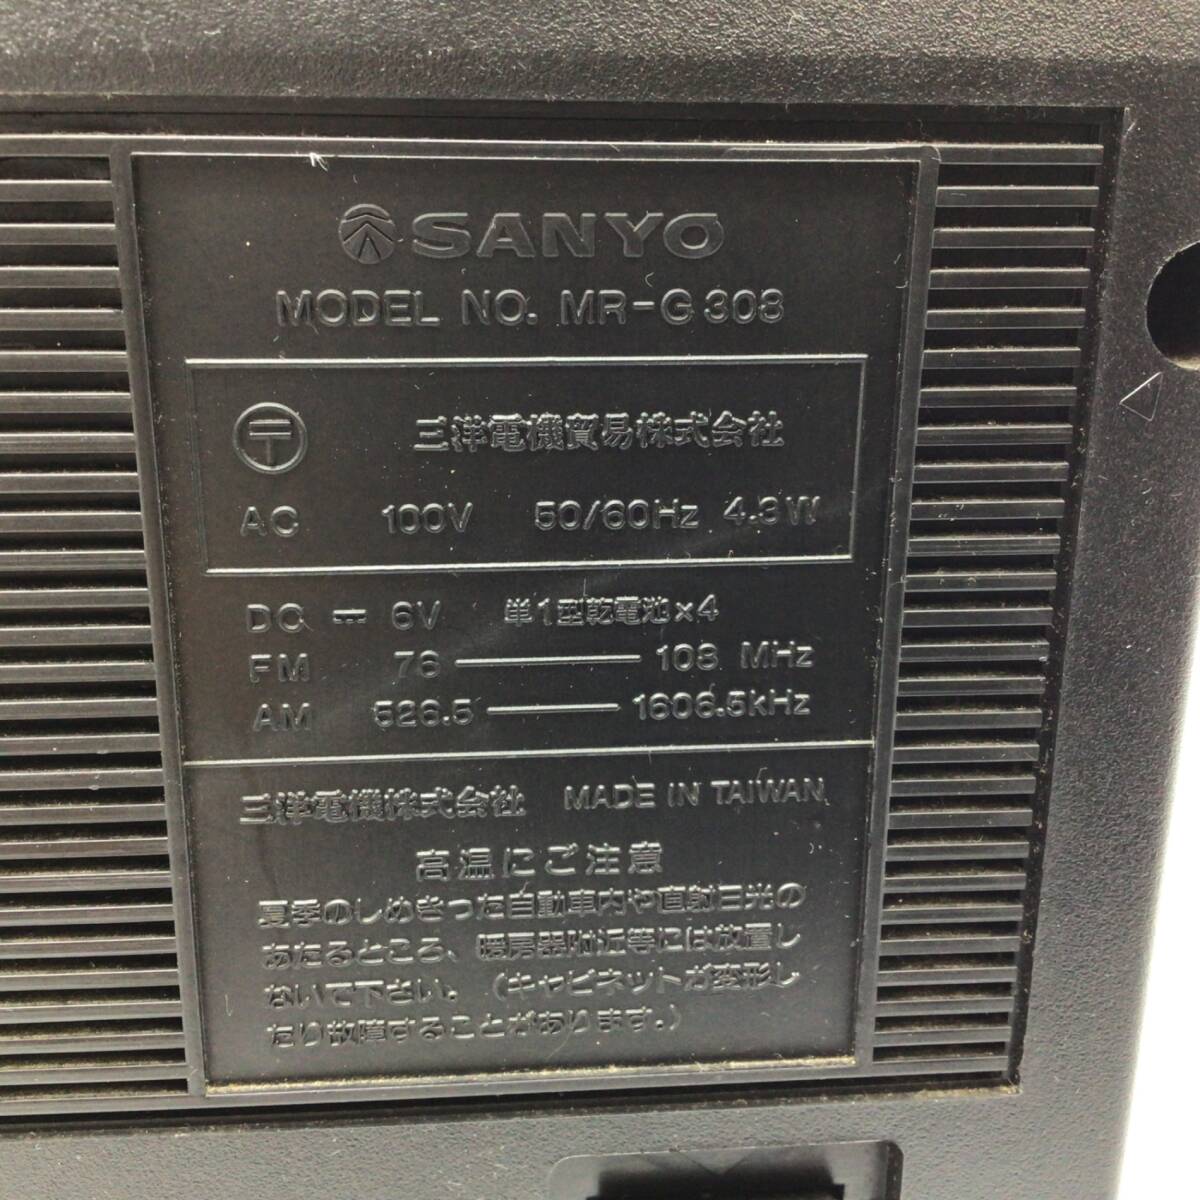 SANYO
MODEL NO. MR-G308
〒 三洋電機貿易株式会社
AC 100V 50/60Hz 4.3W
DC ⎓ 6V 単1型乾電池×4
FM 76 — 108 MHz
AM 526.5 — 1606.5kHz
三洋電機株式会社 MADE IN TAIWAN
高温にご注意
夏季のしめきった自動車内や直射日光の
あたるところ、暖房器附近等には放置し
ないで下さい。(キャビネットが変形し
たり故障することがあります。)